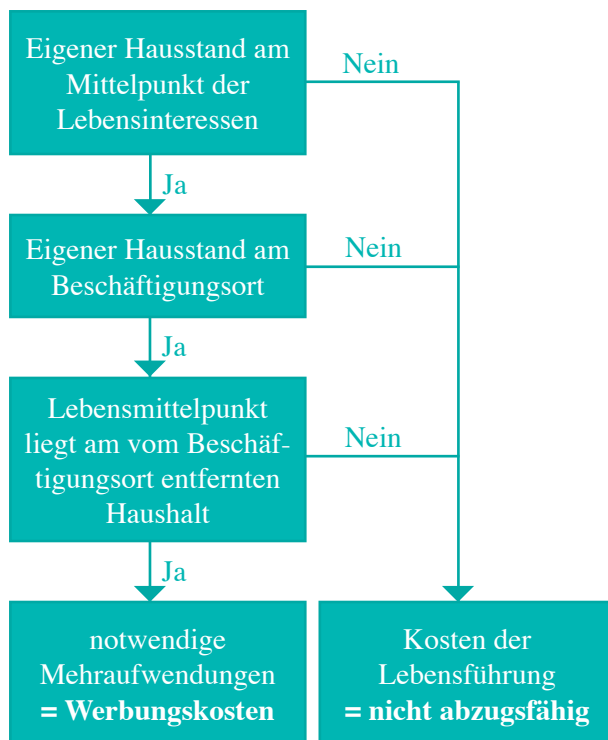 Eigener Hausstand am
Mittelpunkt der
Lebensinteressen
Nein
Ja
Eigener Hausstand am
Beschäftigungsort
Nein
Ja
Lebensmittelpunkt
liegt am vom Beschäf-
tigungsort entfernten
Haushalt
Nein
Ja
notwendige
Mehraufwendungen
= Werbungskosten
Kosten der
Lebensführung
= nicht abzugsfähig